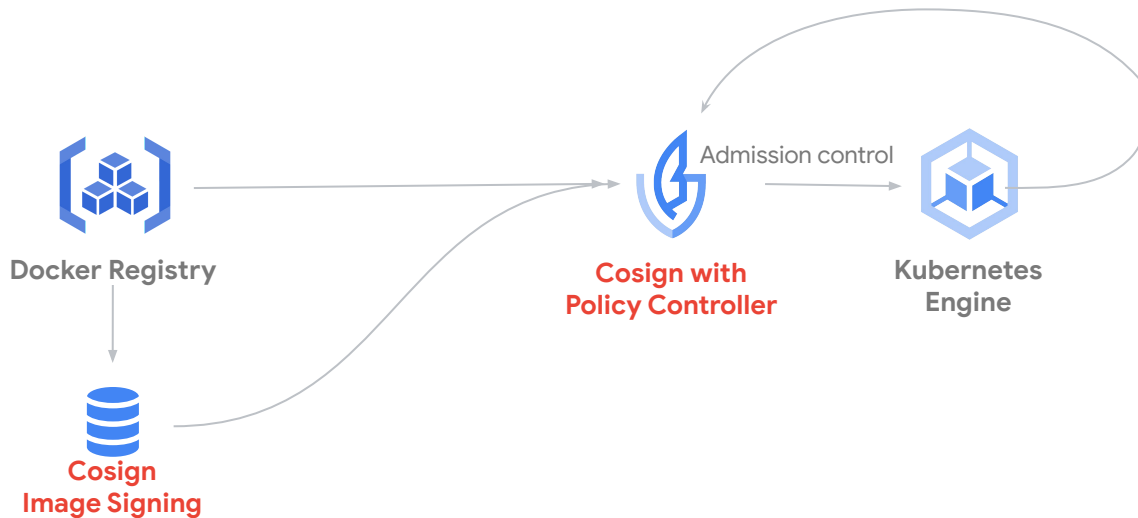 Admission control
Docker Registry
Cosign with
Policy Controller
Kubernetes
Engine
Cosign
Image Signing